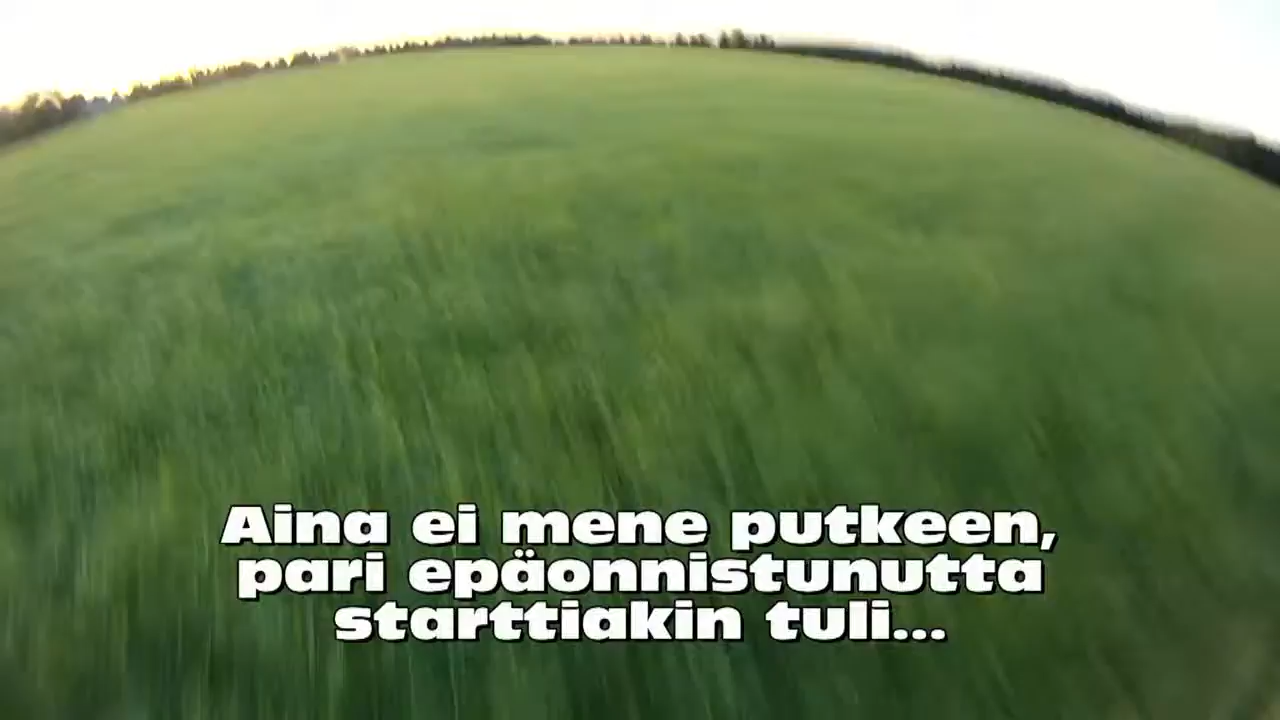 Aina ei mene putkeen,
pari epäonnistunutta
starttiakin tuli...